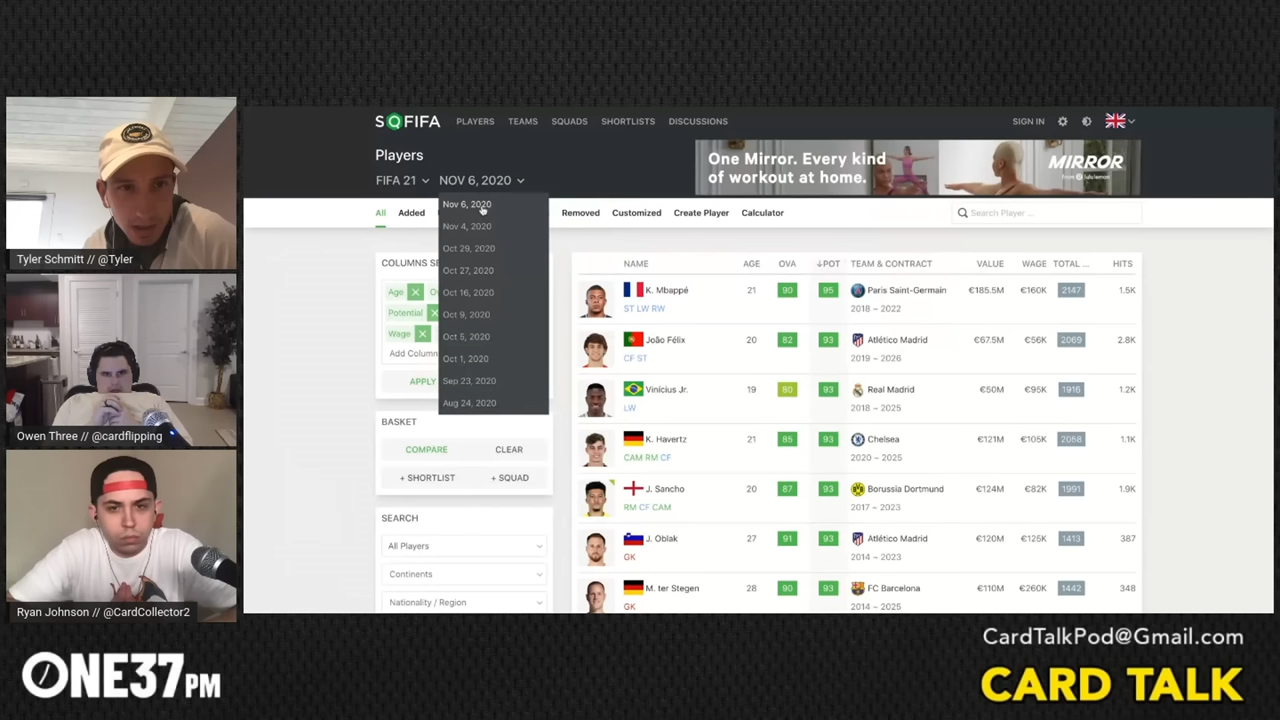 SOFIFA PLAYERS TEAMS SQUADS SHORTLISTS DISCUSSIONS SIGN IN
Players
FIFA 21 NOV 6, 2020
One Mirror. Every kind
of workout at home.
MIRROR
From lululemon
Nov 6, 2020
Nov 4, 2020
Oct 29, 2020
Oct 27, 2020
Oct 16, 2020
Oct 9, 2020
Oct 5, 2020
Oct 1, 2020
Sep 23, 2020
Aug 24, 2020
All Added Removed Customized Create Player Calculator Search Player ...
COLUMNS
Age
Potential
Wage
Add Column
APPLY
BASKET
COMPARE CLEAR
+ SHORTLIST + SQUAD
SEARCH
All Players
Continents
Nationality / Region
NAME AGE OVA POT TEAM & CONTRACT VALUE WAGE TOTAL ... HITS
K. Mbappé 21 90 95 Paris Saint-Germain €185.5M €160K 2147 1.5K
ST LW RW 2018 ~ 2022
João Félix 20 82 93 Atlético Madrid €67.5M €56K 2069 2.8K
CF ST 2019 ~ 2026
Vinícius Jr. 19 80 93 Real Madrid €50M €95K 1916 1.2K
LW 2018 ~ 2025
K. Havertz 21 85 93 Chelsea €121M €105K 2058 1.1K
CAM RM CF 2020 ~ 2025
J. Sancho 20 87 93 Borussia Dortmund €124M €82K 1991 1.9K
RM CF CAM 2017 ~ 2023
J. Oblak 27 91 93 Atlético Madrid €120M €125K 1413 387
GK 2014 ~ 2023
M. ter Stegen 28 90 93 FC Barcelona €110M €260K 1442 348
GK 2014 ~ 2025
Tyler Schmitt // @Tyler
Owen Three // @cardflipping
Ryan Johnson // @CardCollector2
ONE37PM
CardTalkPod@Gmail.com
CARD TALK